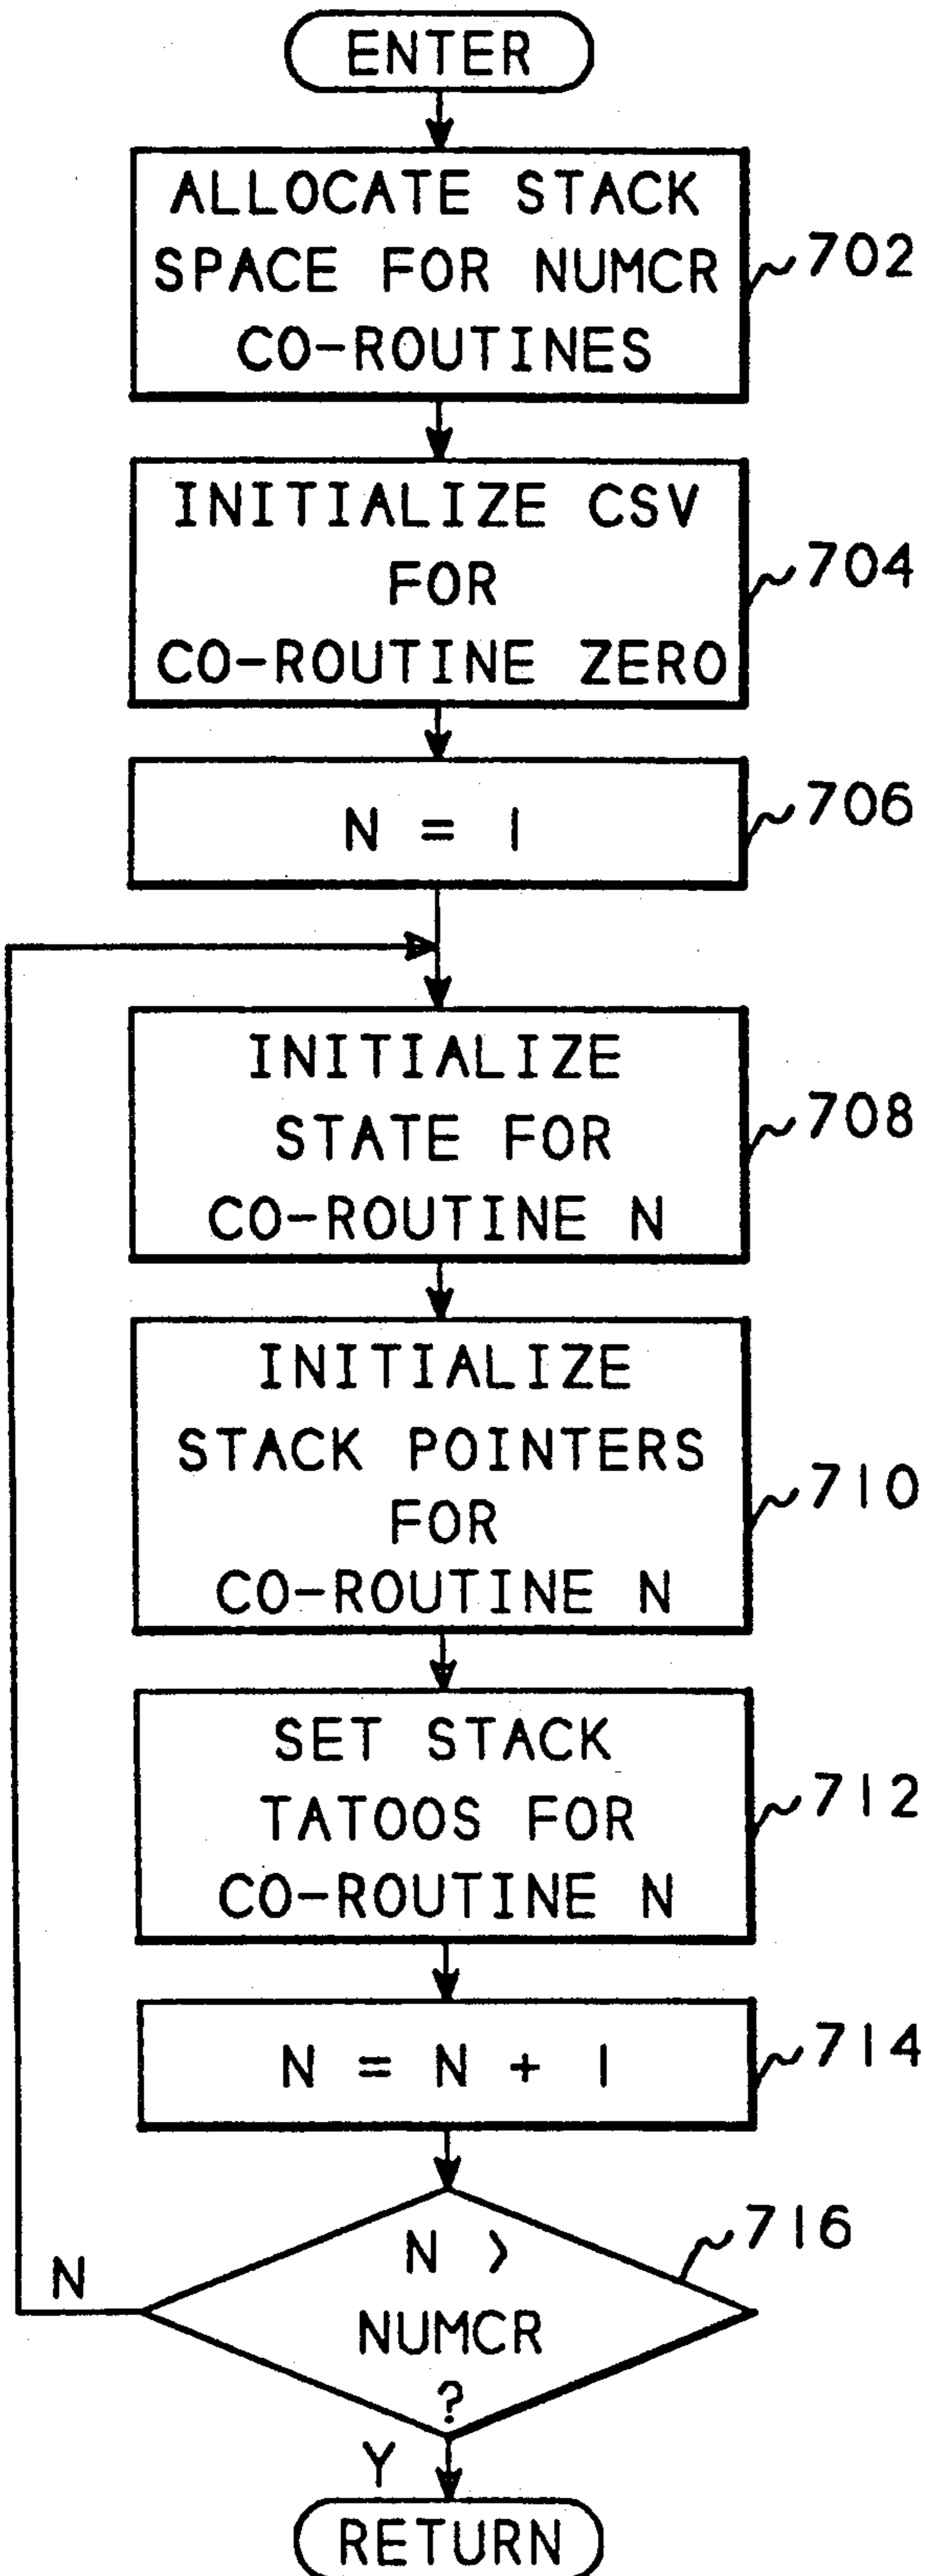 ENTER
ALLOCATE STACK
SPACE FOR NUMCR
CO-ROUTINES
702
INITIALIZE CSV
FOR
CO-ROUTINE ZERO
704
N = 1
706
INITIALIZE
STATE FOR
CO-ROUTINE N
708
INITIALIZE
STACK POINTERS
FOR
CO-ROUTINE N
710
SET STACK
TATOOS FOR
CO-ROUTINE N
712
N = N + 1
714
N >
NUMCR
?
716
N
Y
RETURN